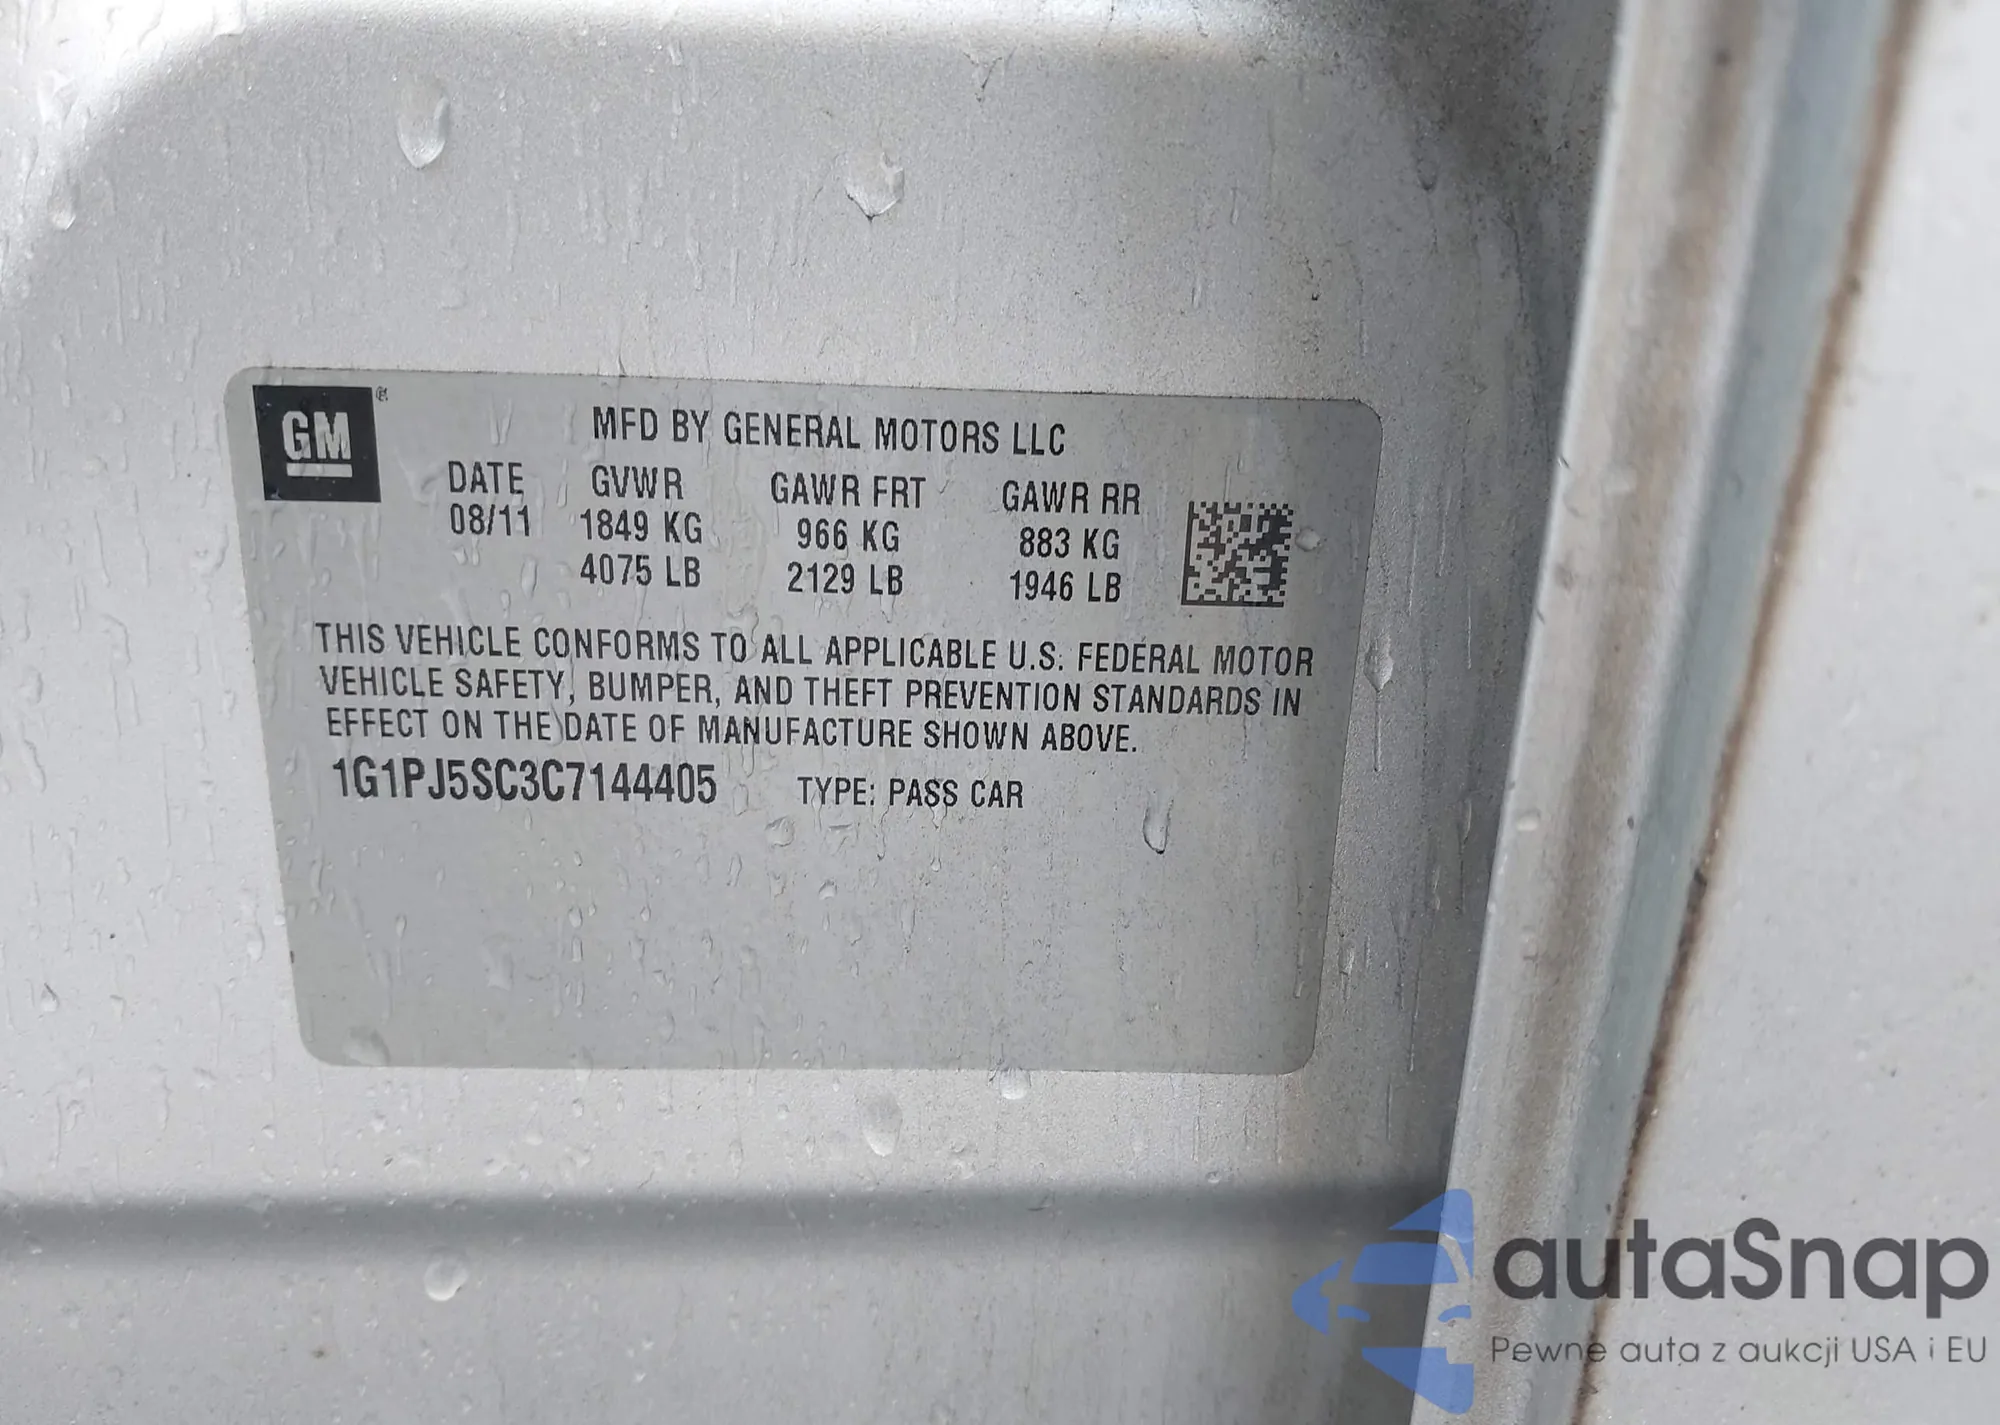 GM ®
MFD BY GENERAL MOTORS LLC
DATE GVWR GAWR FRT GAWR RR
08/11 1849 KG 966 KG 883 KG
4075 LB 2129 LB 1946 LB
THIS VEHICLE CONFORMS TO ALL APPLICABLE U.S. FEDERAL MOTOR
VEHICLE SAFETY, BUMPER, AND THEFT PREVENTION STANDARDS IN
EFFECT ON THE DATE OF MANUFACTURE SHOWN ABOVE.
1G1PJ5SC3C7144405 TYPE: PASS CAR
autaSnap
Pewne auta z aukcji USA i EU